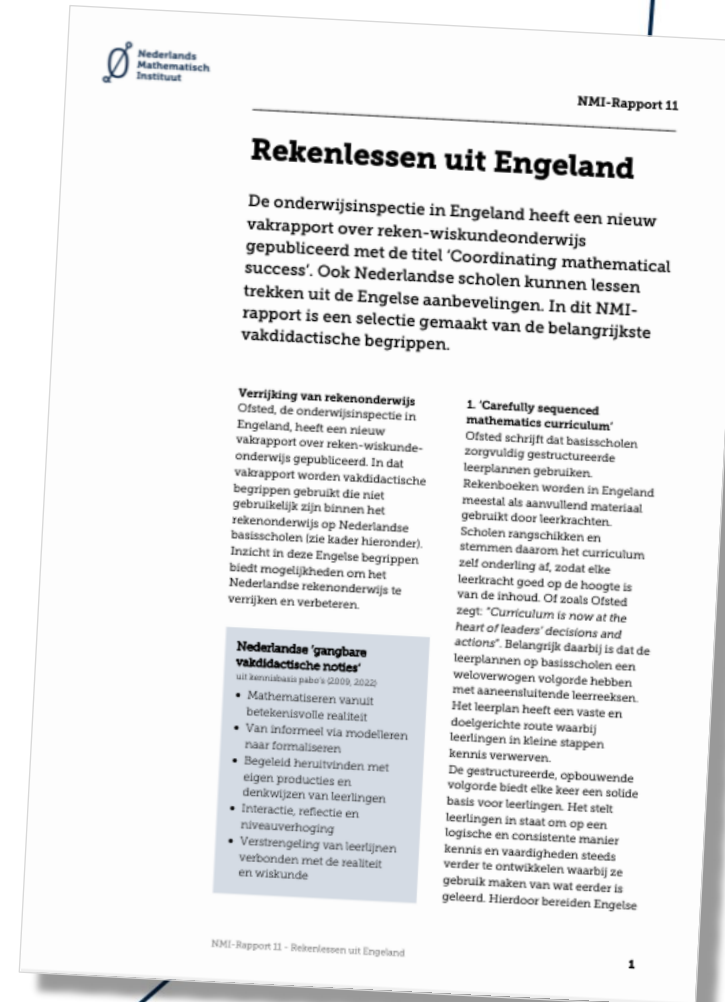 Nederlands
Mathematisch
Instituut
NMI-Rapport 11
Rekenlessen uit Engeland
De onderwijsinspectie in Engeland heeft een nieuw
vakrapport over reken-wiskundeonderwijs
gepubliceerd met de titel ‘Coordinating mathematical
success’. Ook Nederlandse scholen kunnen lessen
trekken uit de Engelse aanbevelingen. In dit NMI-
rapport is een selectie gemaakt van de belangrijkste
vakdidactische begrippen.
Verrijking van rekenonderwijs
Ofsted, de onderwijsinspectie in
Engeland, heeft een nieuw
vakrapport over reken-wiskunde-
onderwijs gepubliceerd. In dat
vakrapport worden vakdidactische
begrippen gebruikt die niet
gebruikelijk zijn binnen het
rekenonderwijs op Nederlandse
basisscholen (zie kader hieronder).
Inzicht in deze Engelse begrippen
biedt mogelijkheden om het
Nederlandse rekenonderwijs te
verrijken en verbeteren.
Nederlandse ‘gangbare
vakdidactische noties’
uit kennisbasis pabo's (2009, 2022)
• Mathematiseren vanuit
betekenisvolle realiteit
• Van informeel via modelleren
naar formaliseren
• Begeleid heruitvinden met
eigen producties en
denkwijzen van leerlingen
• Interactie, reflectie en
niveauverhoging
• Verstrengeling van leerlijnen
verbonden met de realiteit
en wiskunde
1. ‘Carefully sequenced
mathematics curriculum’
Ofsted schrijft dat basisscholen
zorgvuldig gestructureerde
leerplannen gebruiken.
Rekenboeken worden in Engeland
meestal als aanvullend materiaal
gebruikt door leerkrachten.
Scholen rangschikken en
stemmen daarom het curriculum
zelf onderling af, zodat elke
leerkracht goed op de hoogte is
van de inhoud. Of zoals Ofsted
zegt: "Curriculum is now at the
heart of leaders' decisions and
actions". Belangrijk daarbij is dat de
leerplannen op basisscholen een
weloverwogen volgorde hebben
met aaneensluitende leerreeksen.
Het leerplan heeft een vaste en
doelgerichte route waarbij
leerlingen in kleine stappen
kennis verwerven.
De gestructureerde, opbouwende
volgorde biedt elke keer een solide
basis voor leerlingen. Het stelt
leerlingen in staat om op een
logische en consistente manier
kennis en vaardigheden steeds
verder te ontwikkelen waarbij ze
gebruik maken van wat eerder is
geleerd. Hierdoor bereiden Engelse
NMI-Rapport 11 - Rekenlessen uit Engeland
1